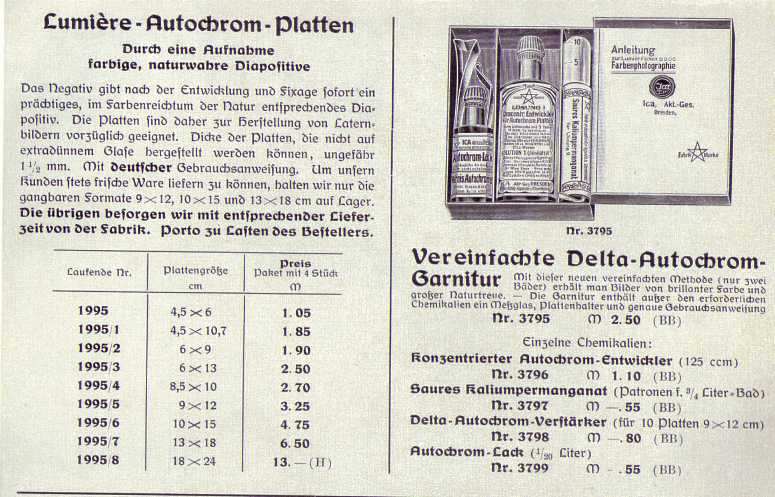 Lumière-Autochrom-Platten
Durch eine Aufnahme
farbige, naturwahre Diapositive
Das Negativ gibt nach der Entwicklung und Fixage sofort ein
prächtiges, im Farbenreichtum der Natur entsprechendes Dia-
positiv. Die Platten sind daher zur Herstellung von Latern-
bildern vorzüglich geeignet. Dicke der Platten, die nicht auf
extradünnem Glase hergestellt werden können, ungefähr
1 1/2 mm. Mit deutscher Gebrauchsanweisung. Um unsern
Kunden stets frische Ware liefern zu können, halten wir nur die
gangbaren Formate 9×12, 10×15 und 13×18 cm auf Lager.
Die übrigen besorgen wir mit entsprechender Liefer-
zeit von der Fabrik. Porto zu Lasten des Bestellers.
Laufende Nr. Plattengröße cm Preis Paket mit 4 Stück M
1995 4,5×6 1.05
1995/1 4,5×10,7 1.85
1995/2 6×9 1.90
1995/3 6×13 2.50
1995/4 8,5×10 2.70
1995/5 9×12 3.25
1995/6 10×15 4.75
1995/7 13×18 6.50
1995/8 18×24 13.— (H)
LÖSUNG I
Autochrom-Lack
Saures Kaliumpermanganat
10
5
Anleitung
Farbenphotographie
Ica
Ica, Akt.-Ges.
Dresden.
Fabrik Marke
Nr. 3795
Vereinfachte Delta-Autochrom-
Garnitur Mit dieser neuen vereinfachten Methode (nur zwei
Bäder) erhält man Bilder von brillanter Farbe und
großer Naturtreue. — Die Garnitur enthält außer den erforderlichen
Chemikalien ein Meßglas, Plattenhalter und genaue Gebrauchsanweisung
Nr. 3795 M 2.50 (BB)
Einzelne Chemikalien:
Konzentrierter Autochrom-Entwickler (125 ccm)
Nr. 3796 M 1.10 (BB)
Saures Kaliumpermanganat (Patronen f. 3/4 Liter-Bad)
Nr. 3797 M —.55 (BB)
Delta-Autochrom-Verstärker (für 10 Platten 9×12 cm)
Nr. 3798 M —.80 (BB)
Autochrom-Lack (1/20 Liter)
Nr. 3799 M -.55 (BB)